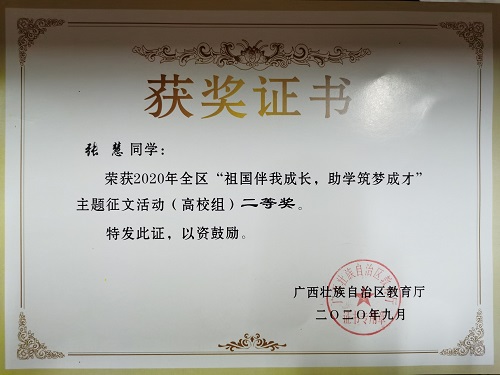 获奖证书
张慧同学：
荣获2020年全区“祖国伴我成长，助学筑梦成才”
主题征文活动（高校组）二等奖。
特发此证，以资鼓励。
广西壮族自治区教育厅
二〇二〇年九月